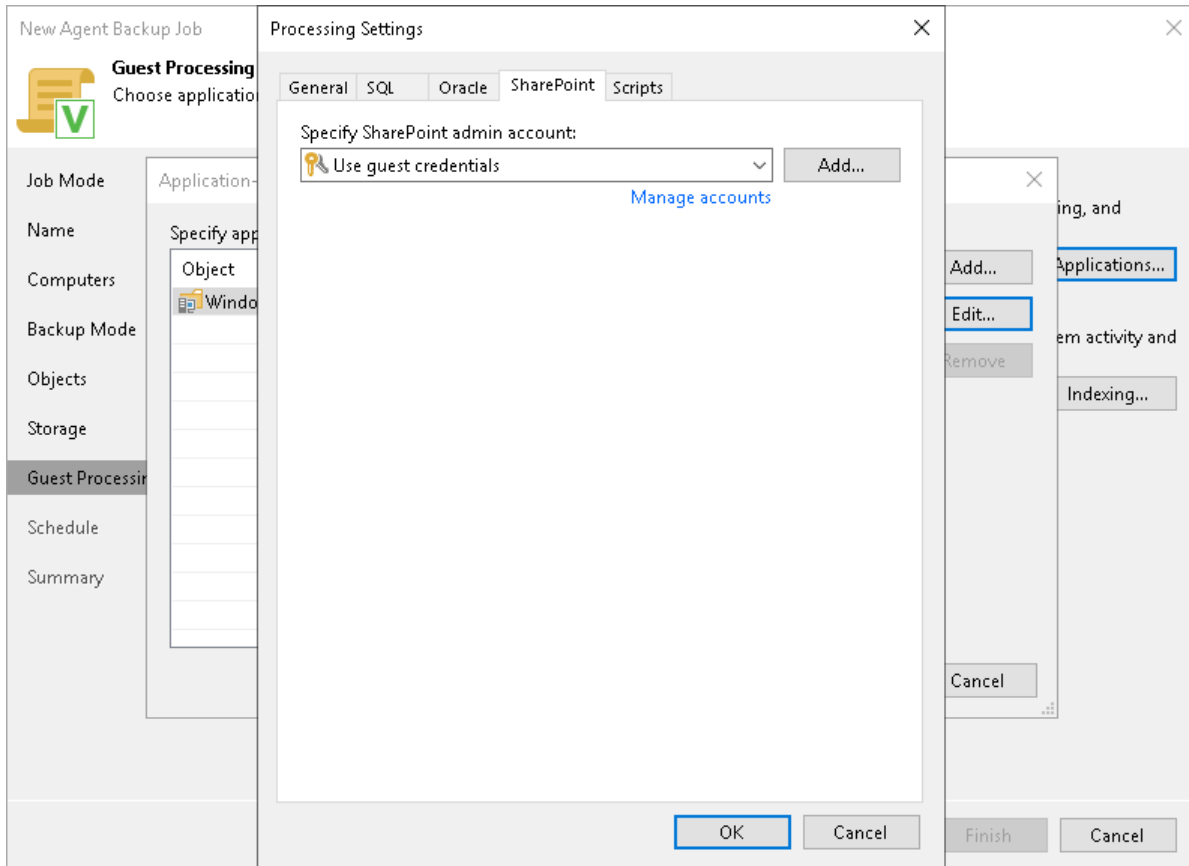 New Agent Backup Job
Guest Processing
Choose applicatio
Job Mode
Name
Computers
Backup Mode
Objects
Storage
Guest Processin
Schedule
Summary
Application-
Specify app
Object
Windo
Processing Settings
General SQL Oracle SharePoint Scripts
Specify SharePoint admin account:
Use guest credentials
Add...
Manage accounts
OK Cancel
Add...
Edit...
Remove
Cancel
ing, and
Applications...
em activity and
Indexing...
Finish Cancel